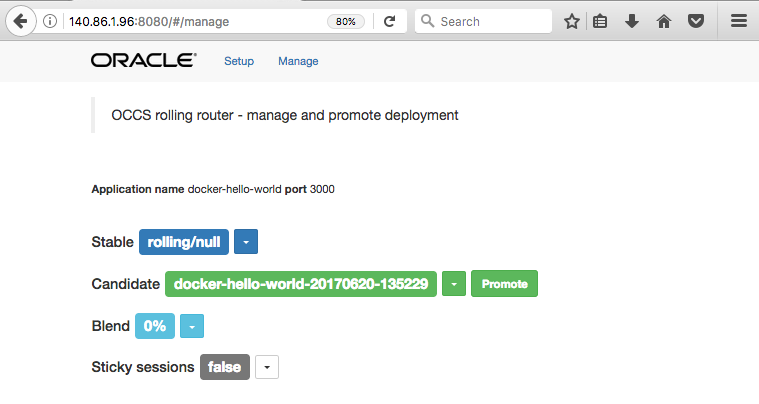 140.86.1.96:8080/#/manage 80% Search
ORACLE® Setup Manage
OCCS rolling router - manage and promote deployment
Application name docker-hello-world port 3000
Stable rolling/null
Candidate docker-hello-world-20170620-135229 Promote
Blend 0%
Sticky sessions false